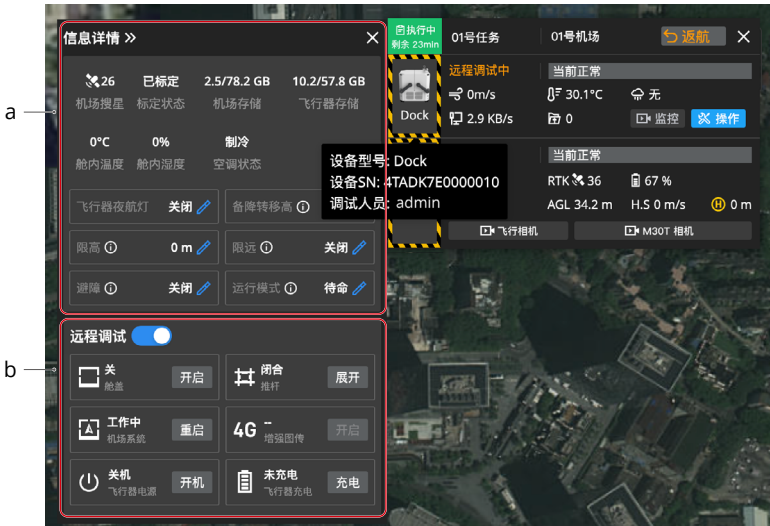 a
b
信息详情
26
已标定
2.5/78.2 GB
10.2/57.8 GB
机场搜星
标定状态
机场存储
飞行器存储
0°C
0%
制冷
舱内温度
舱内湿度
空调状态
飞行器夜航灯
关闭
备降转移高
限高
0 m
限远
关闭
避障
关闭
运行模式
待命
远程调试
关
舱盖
开启
闭合
推杆
展开
工作中
机场系统
重启
4G
--
增强图传
开启
关机
飞行器电源
开机
未充电
飞行器充电
充电
执行中
剩余 23min
01号任务
01号机场
返航
Dock
远程调试中
当前正常
0m/s
30.1°C
无
2.9 KB/s
0
监控
操作
设备型号: Dock
设备SN: 4TADK7E0000010
调试人员: admin
当前正常
RTK
36
67 %
AGL 34.2 m
H.S 0 m/s
H
0 m
飞行相机
M30T 相机